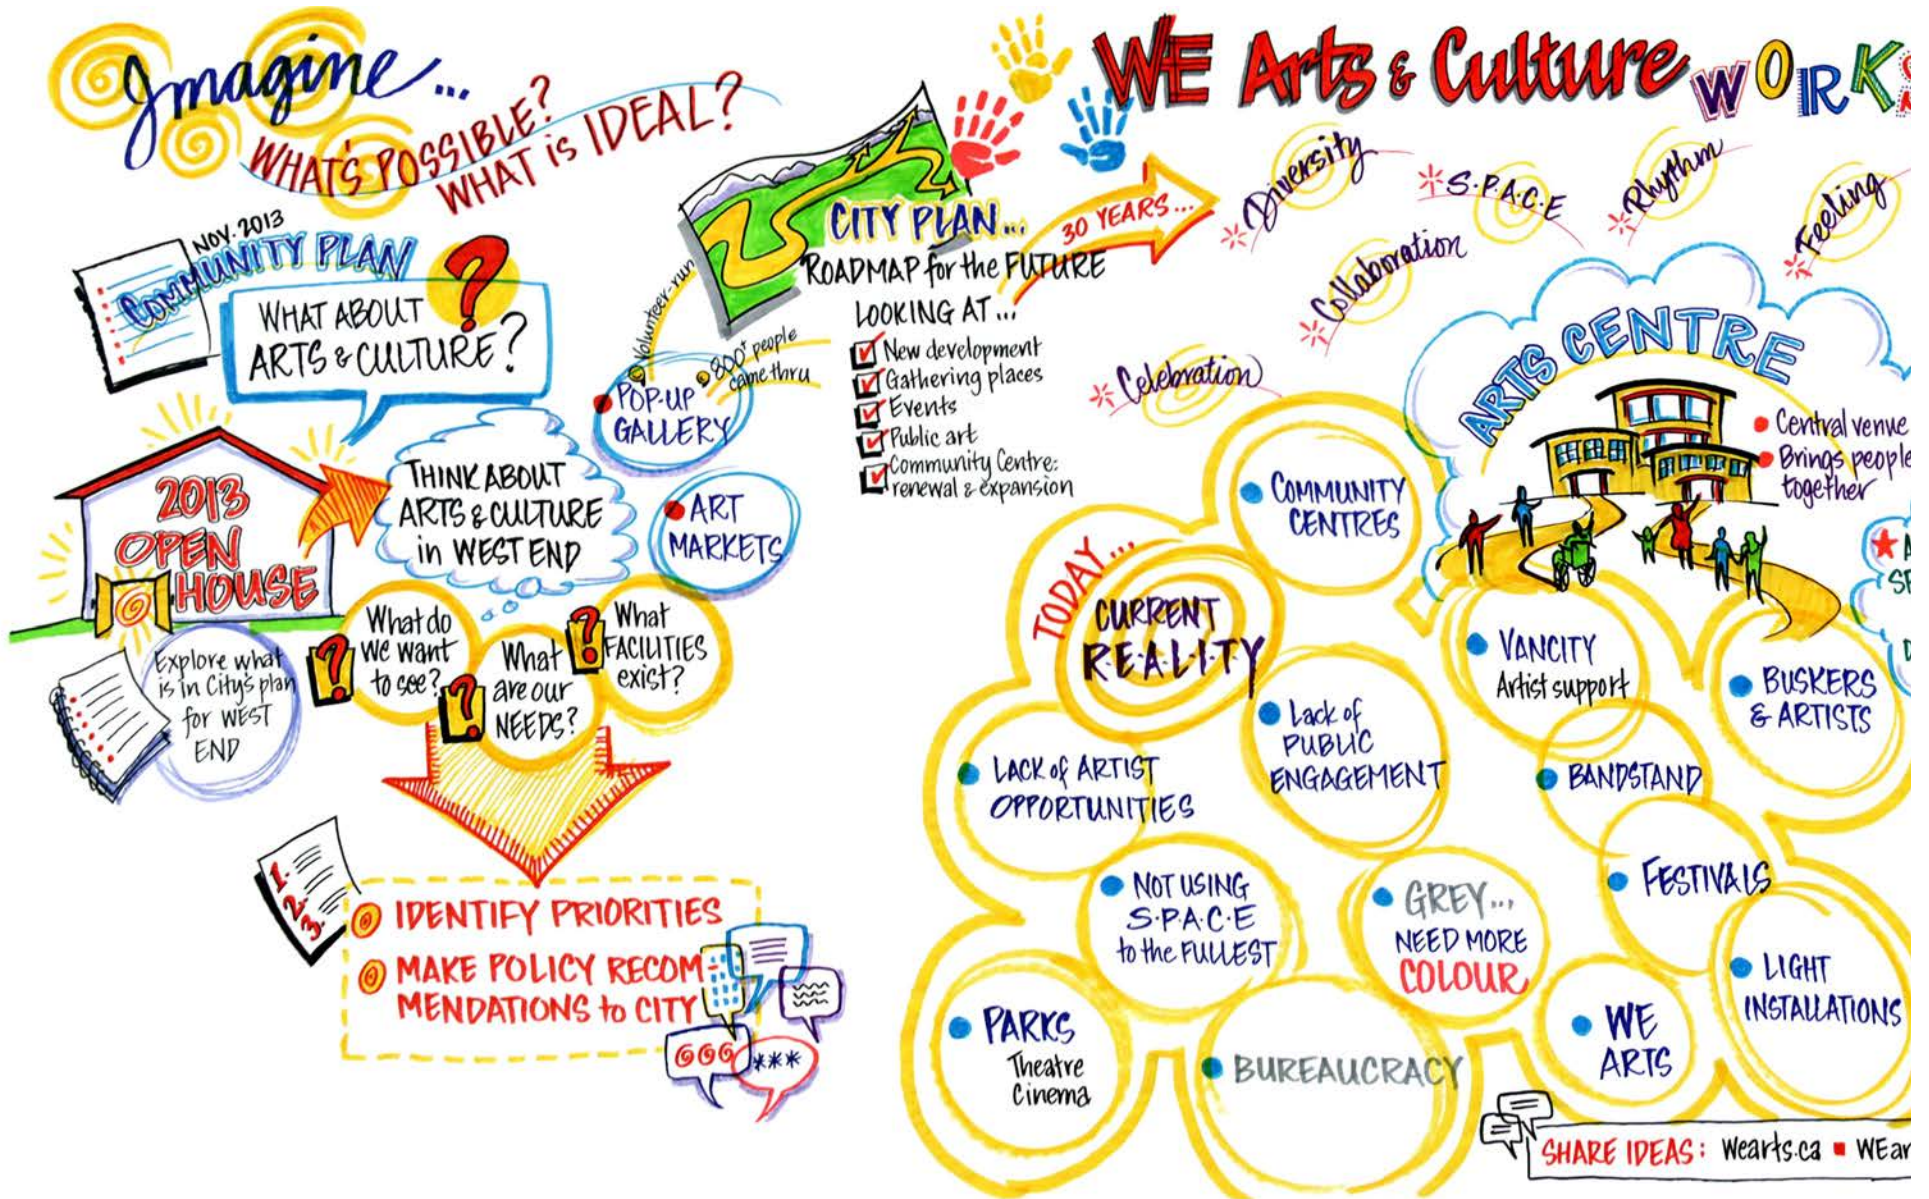 Imagine...
WHAT'S POSSIBLE?
WHAT is IDEAL?
NOV. 2013
COMMUNITY PLAN
?
WHAT ABOUT
ARTS & CULTURE?
2013
OPEN
HOUSE
Explore what
is in City's plan
for WEST
END
THINK ABOUT
ARTS & CULTURE
in WEST END
POP-UP
GALLERY
Volunteer-run
800+ people
came thru
ART
MARKETS
?
What do
we want
to see?
?
What
are our
NEEDS?
?
What
FACILITIES
exist?
1.
2.
3.
IDENTIFY PRIORITIES
MAKE POLICY RECOM-
MENDATIONS to CITY
***
CITY PLAN...
ROADMAP for the FUTURE
30 YEARS...
LOOKING AT...
New development
Gathering places
Events
Public art
Community Centre:
renewal & expansion
WE Arts & Culture WORK
Diversity
S·P·A·C·E
Rhythm
Feeling
Collaboration
Celebration
ARTS CENTRE
Central venue
Brings people
together
TODAY...
CURRENT
R·E·A·L·I·T·Y
COMMUNITY
CENTRES
VANCITY
Artist support
BUSKERS
& ARTISTS
Lack of
PUBLIC
ENGAGEMENT
BANDSTAND
LACK of ARTIST
OPPORTUNITIES
NOT USING
S·P·A·C·E
to the FULLEST
GREY...
NEED MORE
COLOUR
FESTIVALS
LIGHT
INSTALLATIONS
PARKS
Theatre
Cinema
BUREAUCRACY
WE
ARTS
SHARE IDEAS: wearts.ca ▪ WEar